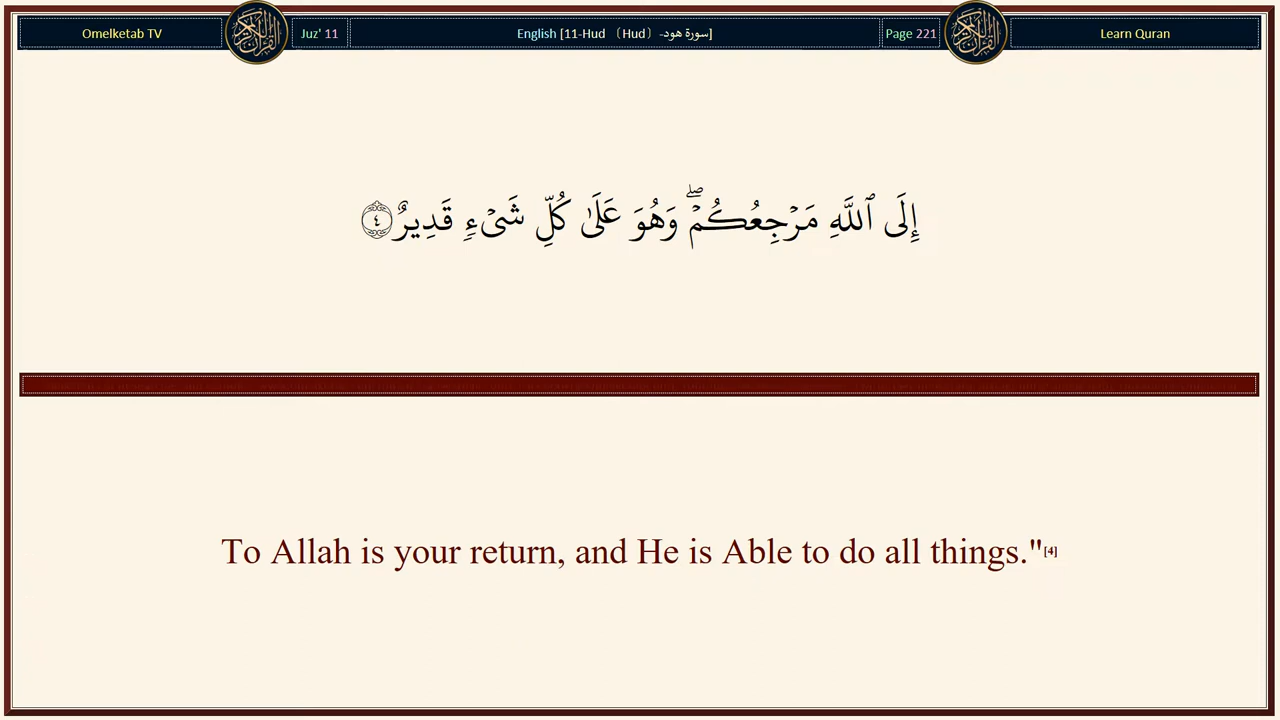 Omelketab TV
Juz' 11
English [11-Hud 〔Hud〕-سورة هود]
Page 221
Learn Quran
إِلَى ٱللَّهِ مَرۡجِعُكُمۡۖ وَهُوَ عَلَىٰ كُلِّ شَيۡءٖ قَدِيرٌ ٤
To Allah is your return, and He is Able to do all things."[4]